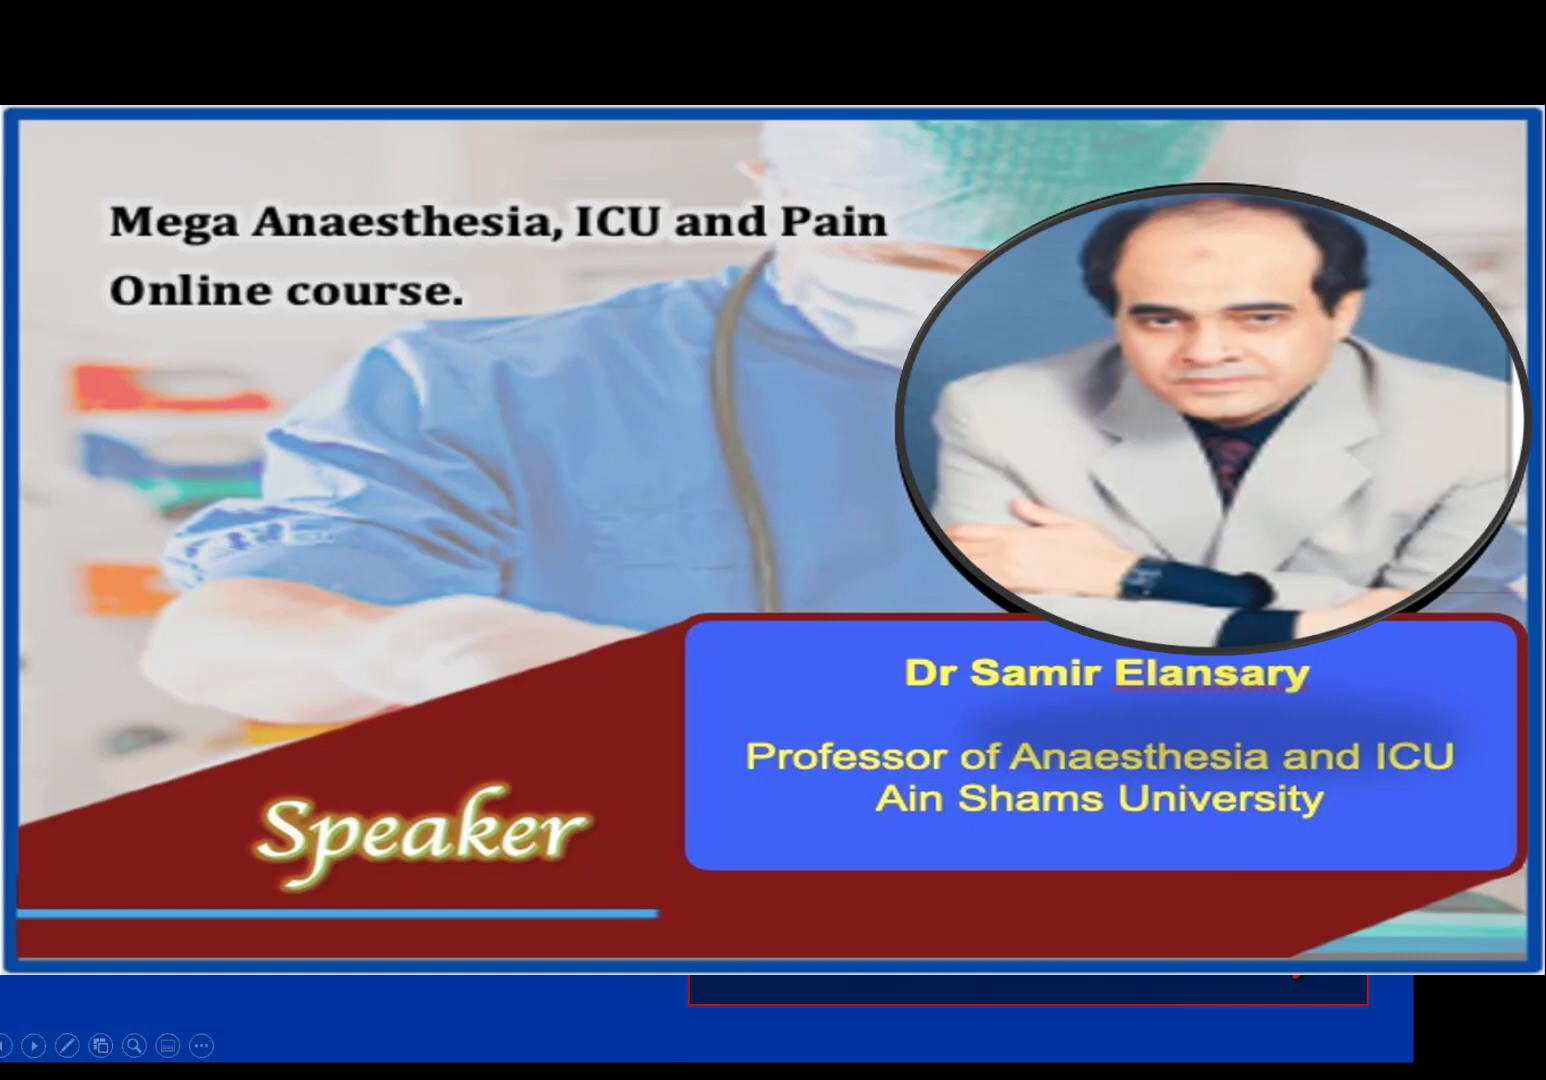 Mega Anaesthesia, ICU and Pain
Online course.
Dr Samir Elansary
Professor of Anaesthesia and ICU
Ain Shams University
Speaker